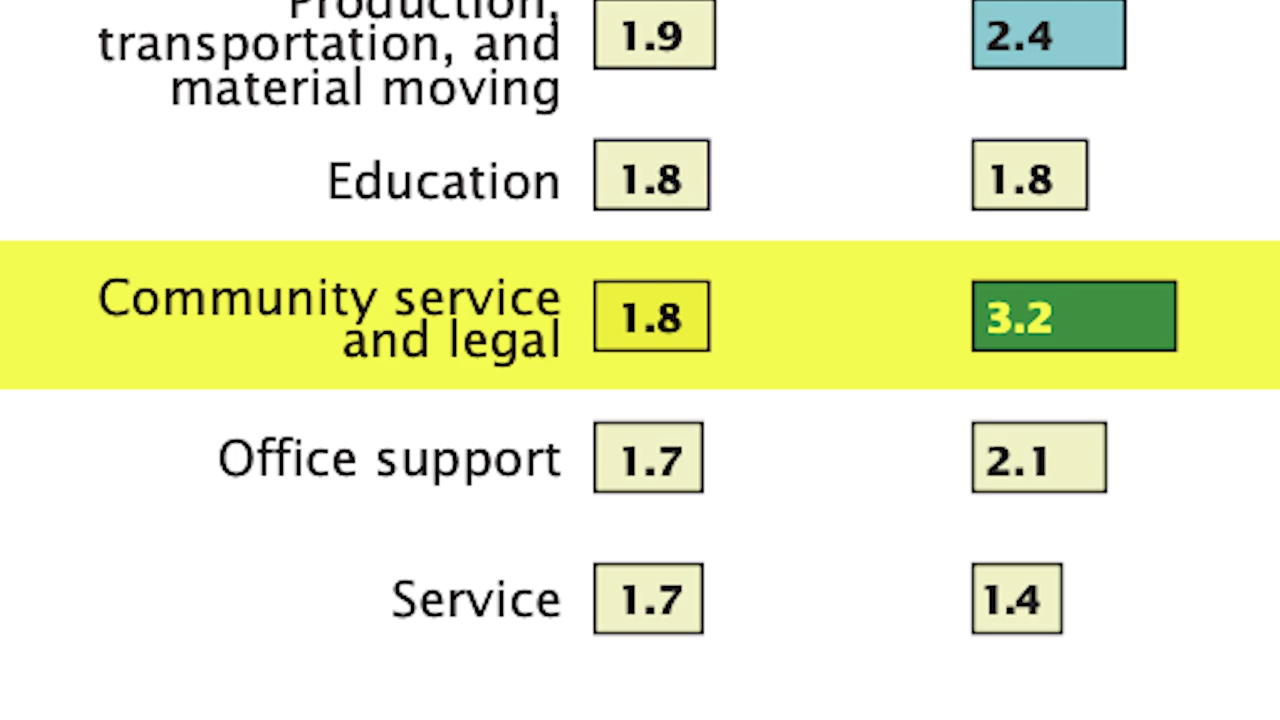 Production,
transportation, and 1.9 2.4
material moving
Education 1.8 1.8
Community service
and legal 1.8 3.2
Office support 1.7 2.1
Service 1.7 1.4